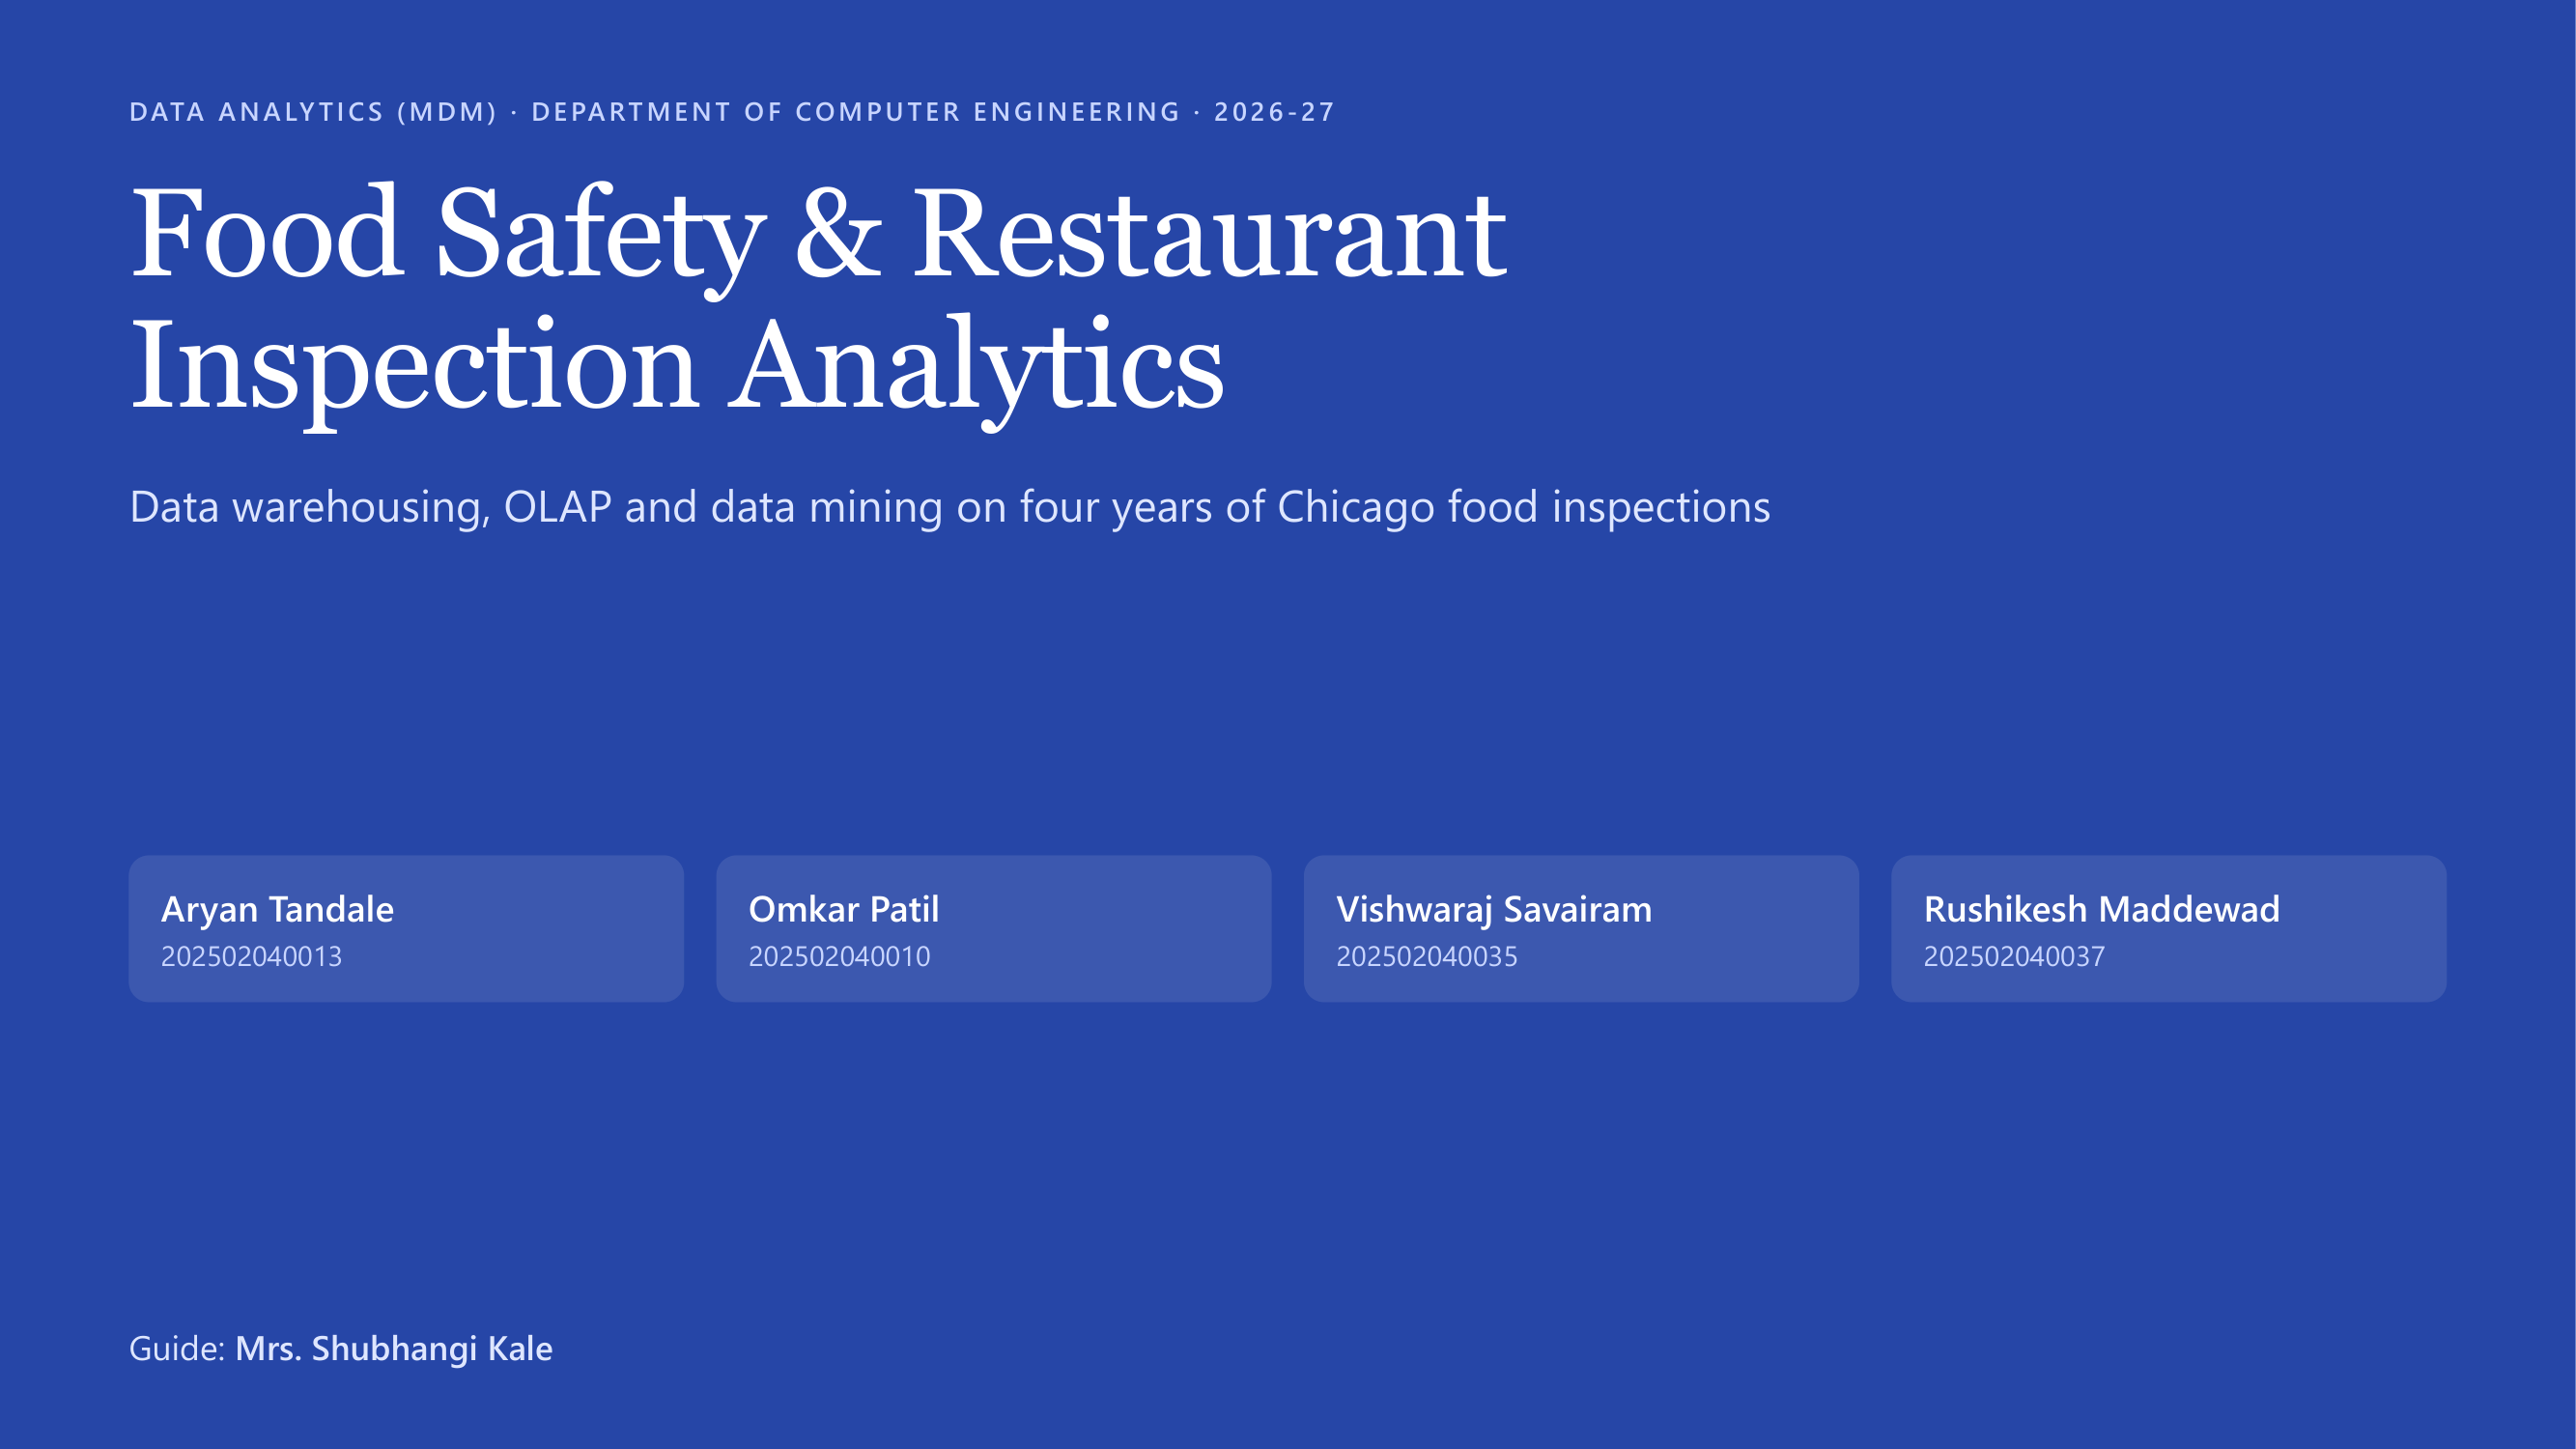 DATA ANALYTICS (MDM) · DEPARTMENT OF COMPUTER ENGINEERING · 2026-27
Food Safety & Restaurant
Inspection Analytics
Data warehousing, OLAP and data mining on four years of Chicago food inspections
Aryan Tandale
202502040013
Omkar Patil
202502040010
Vishwaraj Savairam
202502040035
Rushikesh Maddewad
202502040037
Guide: Mrs. Shubhangi Kale